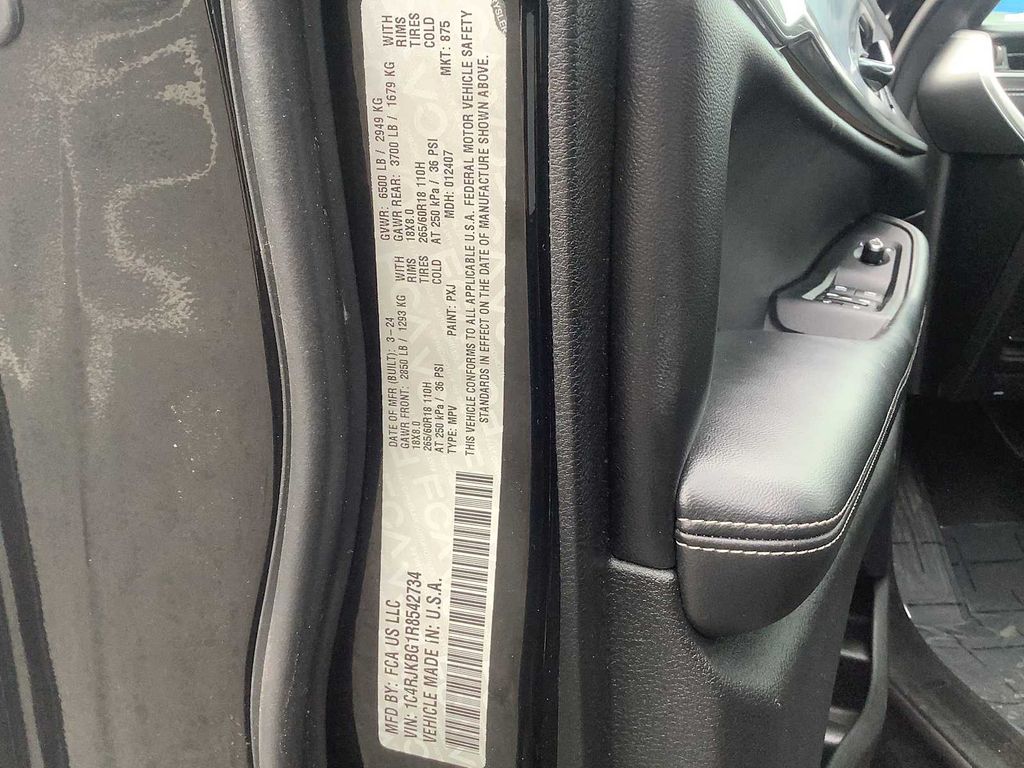 MFD BY: FCA US LLC
VIN: 1C4RJKBG1R8542734
VEHICLE MADE IN: U.S.A.
DATE OF MFR (BUILT): 3-24
GAWR FRONT: 2850 LB / 1293 KG WITH
18X8.0 RIMS
265/60R18 110H TIRES
AT 250 kPa / 36 PSI COLD
TYPE: MPV PAINT: PXJ
GVWR: 6500 LB / 2949 KG
GAWR REAR: 3700 LB / 1679 KG WITH
18X8.0 RIMS
265/60R18 110H TIRES
AT 250 kPa / 36 PSI COLD
MDH: 012407 MKT: 875
THIS VEHICLE CONFORMS TO ALL APPLICABLE U.S.A. FEDERAL MOTOR VEHICLE SAFETY
STANDARDS IN EFFECT ON THE DATE OF MANUFACTURE SHOWN ABOVE.
FCA